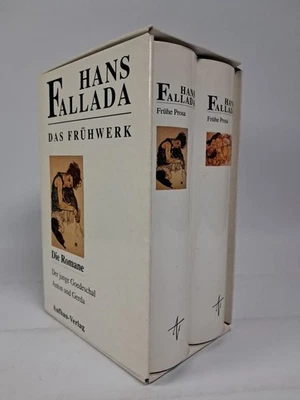 HANS
FALLADA
DAS FRÜHWERK
Die Romane
Der junge Goedeschal
Anton und Gerda
Aufbau-Verlag
HANS
FALLADA
Frühe Prosa
HANS
FALLADA
Frühe Prosa